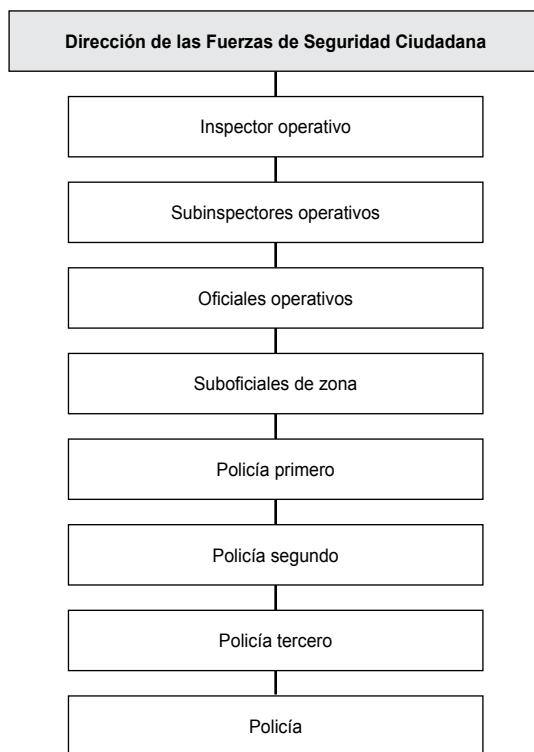 Dirección de las Fuerzas de Seguridad Ciudadana
Inspector operativo
Subinspectores operativos
Oficiales operativos
Suboficiales de zona
Policía primero
Policía segundo
Policía tercero
Policía